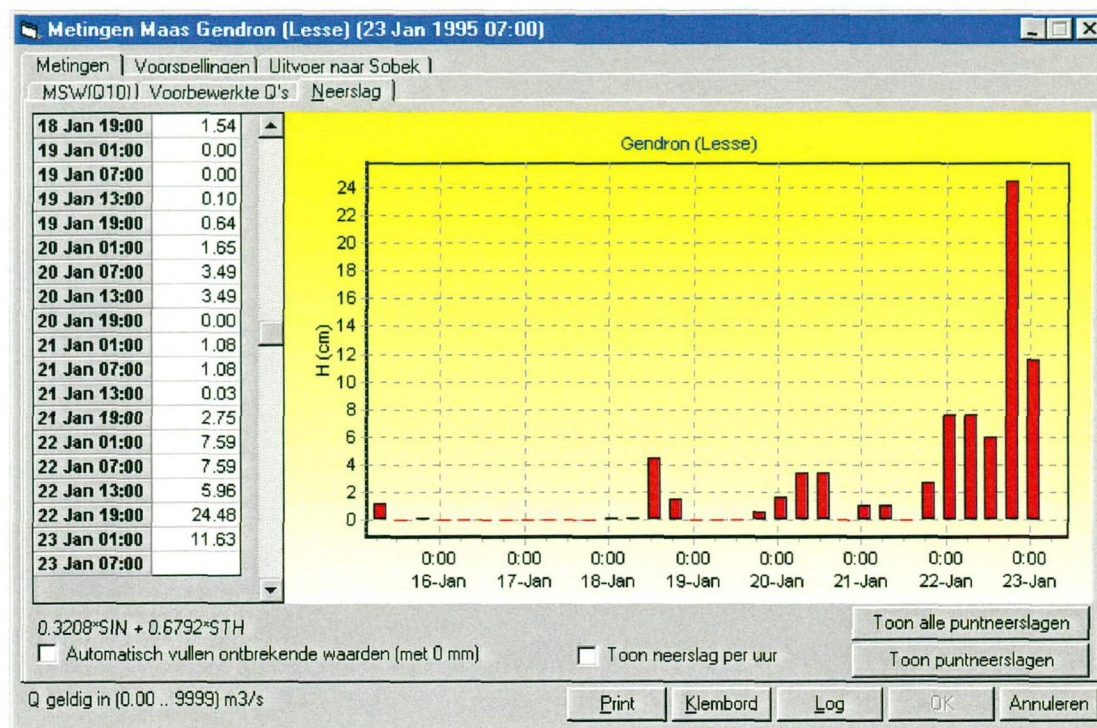 Metingen Maas Gendron (Lesse) (23 Jan 1995 07:00)
Metingen Voorspellingen Uitvoer naar Sobek
MSW(Q10) Voorbewerkte Q's Neerslag
18 Jan 19:00 1.54
19 Jan 01:00 0.00
19 Jan 07:00 0.00
19 Jan 13:00 0.10
19 Jan 19:00 0.64
20 Jan 01:00 1.65
20 Jan 07:00 3.49
20 Jan 13:00 3.49
20 Jan 19:00 0.00
21 Jan 01:00 1.08
21 Jan 07:00 1.08
21 Jan 13:00 0.03
21 Jan 19:00 2.75
22 Jan 01:00 7.59
22 Jan 07:00 7.59
22 Jan 13:00 5.96
22 Jan 19:00 24.48
23 Jan 01:00 11.63
23 Jan 07:00
Gendron (Lesse)
H (cm)
24
22
20
18
16
14
12
10
8
6
4
2
0
0:00 0:00 0:00 0:00 0:00 0:00 0:00 0:00
16-Jan 17-Jan 18-Jan 19-Jan 20-Jan 21-Jan 22-Jan 23-Jan
0.3208*SIN + 0.6792*STH
Toon alle puntneerslagen
Automatisch vullen ontbrekende waarden (met 0 mm)
Toon neerslag per uur
Toon puntneerslagen
Q geldig in (0.00 .. 9999) m3/s
Print Klembord Log OK Annuleren